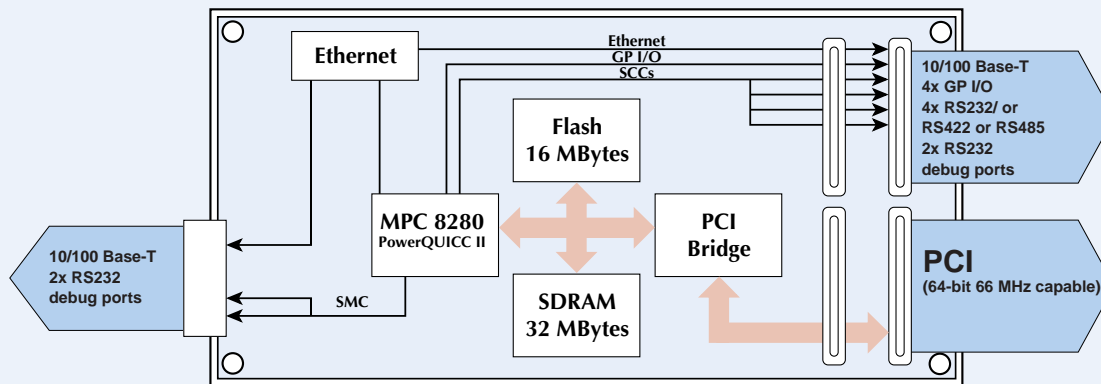 Ethernet
Ethernet
GP I/O
SCCs
10/100 Base-T
4x GP I/O
4x RS232/ or
RS422 or RS485
2x RS232
debug ports
Flash
16 MBytes
MPC 8280
PowerQUICC II
PCI
Bridge
10/100 Base-T
2x RS232
debug ports
SMC
SDRAM
32 MBytes
PCI
(64-bit 66 MHz capable)